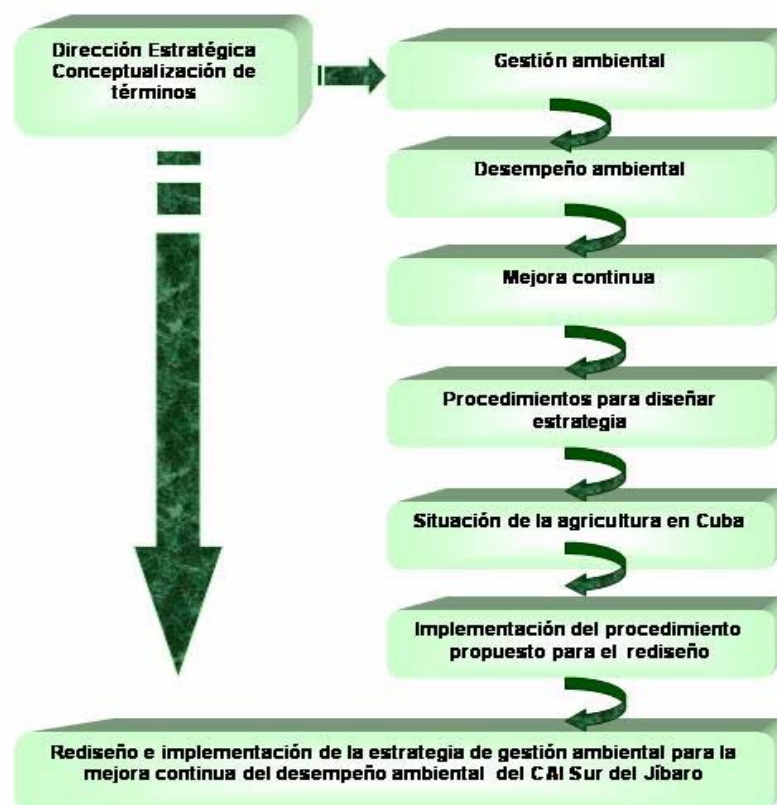 Dirección Estratégica
Conceptualización de
términos
Gestión ambiental
Desempeño ambiental
Mejora continua
Procedimientos para diseñar
estrategia
Situación de la agricultura en Cuba
Implementación del procedimiento
propuesto para el rediseño
Rediseño e implementación de la estrategia de gestión ambiental para la
mejora continua del desempeño ambiental del CAI Sur del Jíbaro